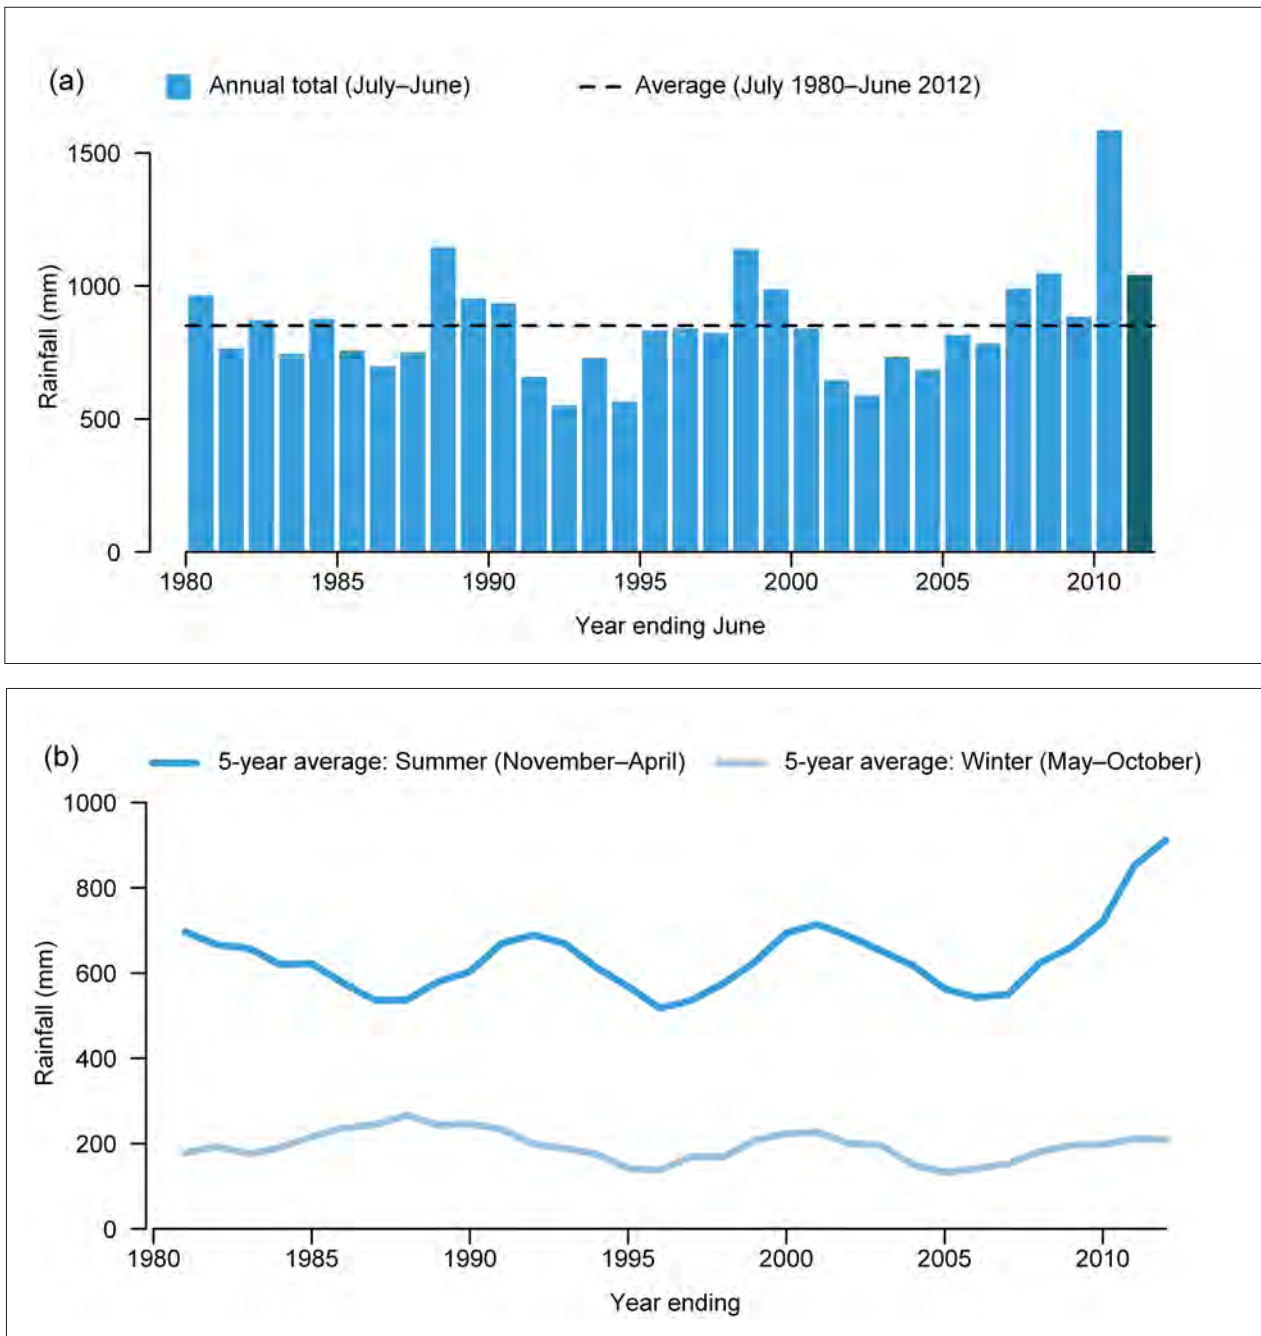 (a)
Annual total (July–June)
Average (July 1980–June 2012)
Rainfall (mm)
1500
1000
500
0
1980 1985 1990 1995 2000 2005 2010
Year ending June
(b)
5-year average: Summer (November–April)
5-year average: Winter (May–October)
Rainfall (mm)
1000
800
600
400
200
0
1980 1985 1990 1995 2000 2005 2010
Year ending